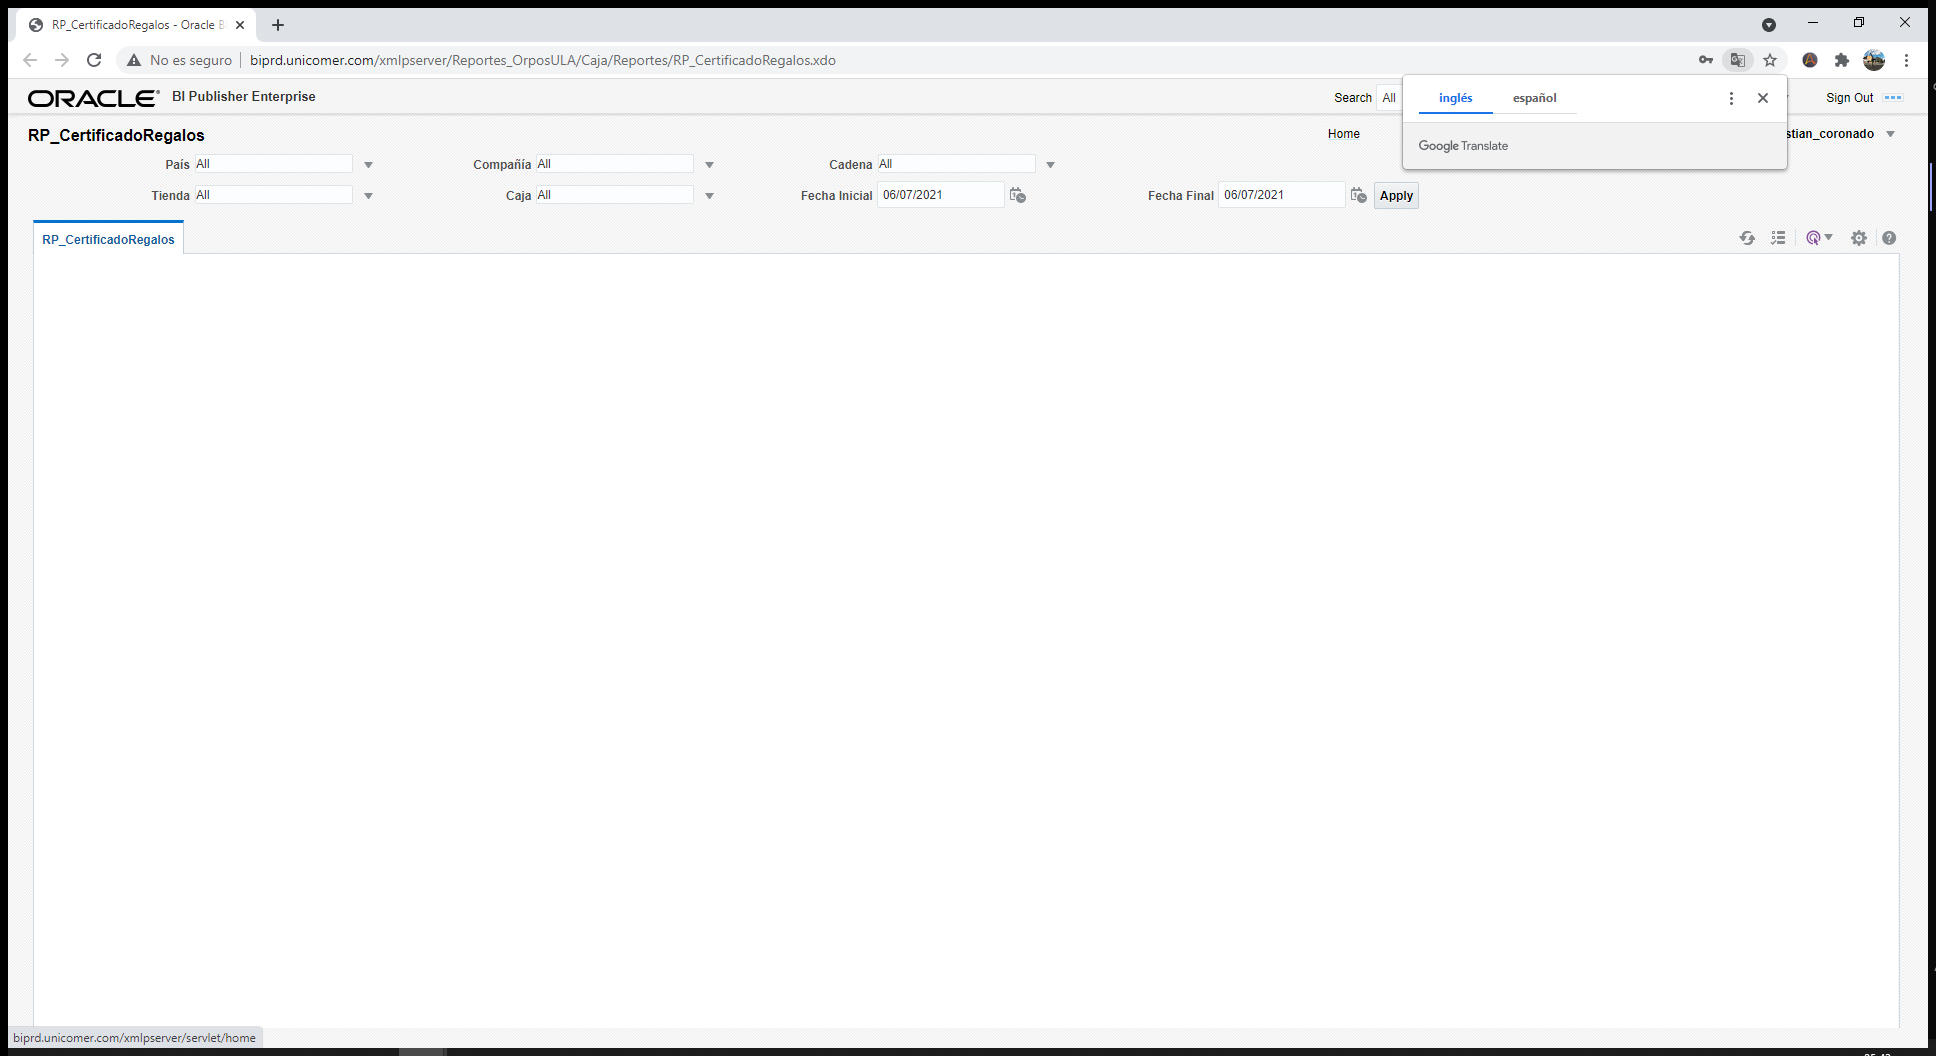 RP_CertificadoRegalos - Oracle B
No es seguro biprd.unicomer.com/xmlpserver/Reportes_OrposULA/Caja/Reportes/RP_CertificadoRegalos.xdo
ORACLE BI Publisher Enterprise Search All Sign Out
inglés español
Google Translate
RP_CertificadoRegalos Home stian_coronado
País All Compañía All Cadena All
Tienda All Caja All Fecha Inicial 06/07/2021 Fecha Final 06/07/2021 Apply
RP_CertificadoRegalos
biprd.unicomer.com/xmlpserver/servlet/home